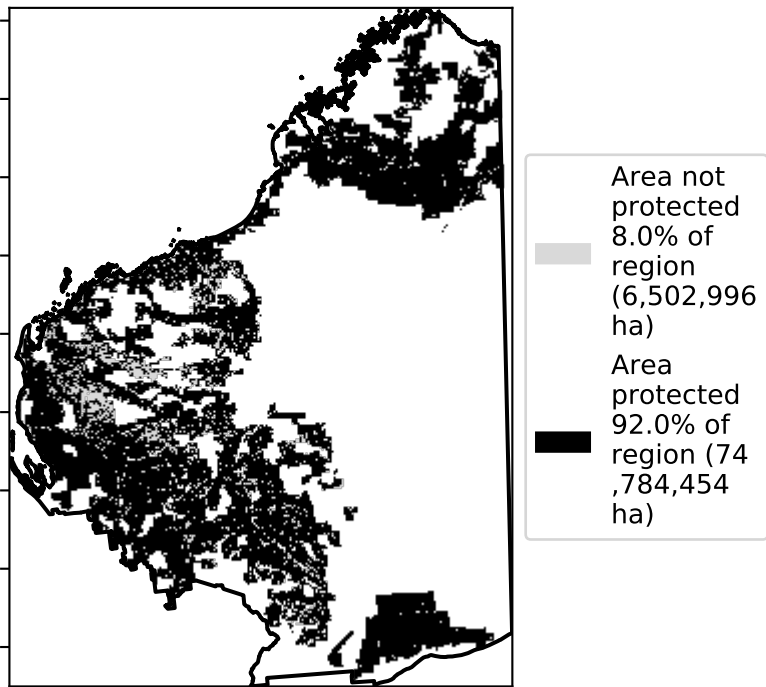 Area not
protected
8.0% of
region
(6,502,996
ha)
Area
protected
92.0% of
region (74
,784,454
ha)